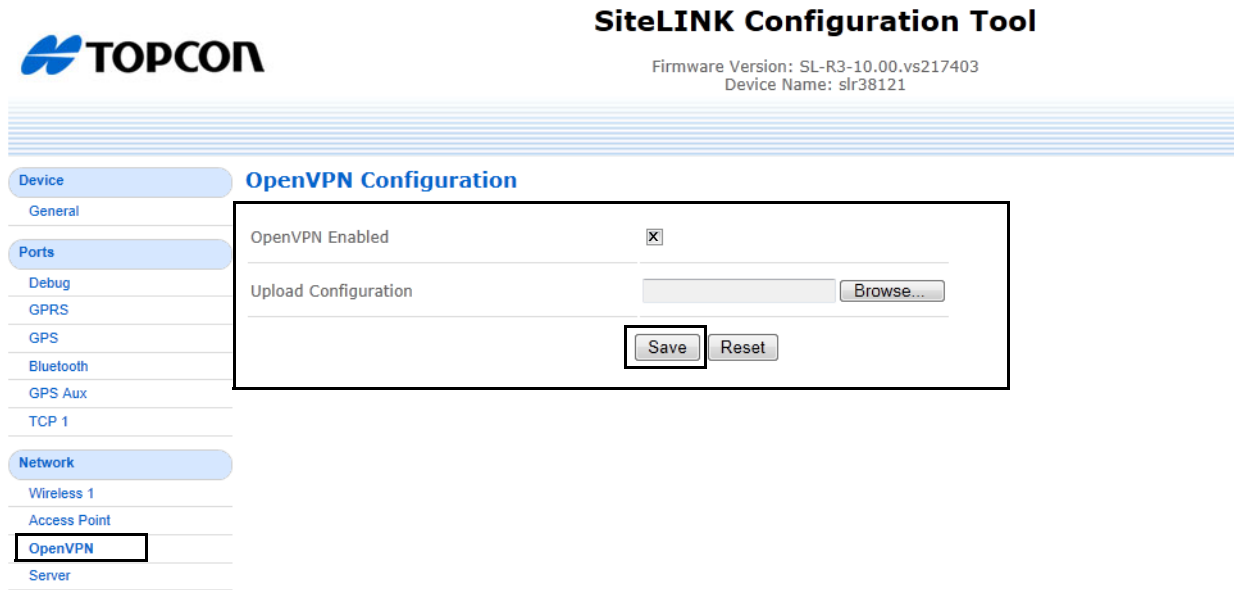 TOPCON
SiteLINK Configuration Tool
Firmware Version: SL-R3-10.00.vs217403
Device Name: slr38121
Device
General
Ports
Debug
GPRS
GPS
Bluetooth
GPS Aux
TCP 1
Network
Wireless 1
Access Point
OpenVPN
Server
OpenVPN Configuration
OpenVPN Enabled X
Upload Configuration Browse...
Save Reset